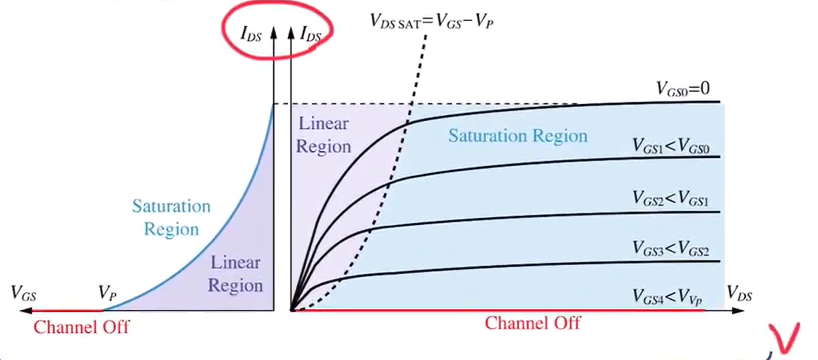 V_DS SAT=V_GS−V_P
I_DS I_DS
V_GS0=0
Linear
Region
Saturation Region
V_GS1<V_GS0
Saturation
Region
V_GS2<V_GS1
Linear
Region
V_GS3<V_GS2
V_GS V_P
V_GS4<V_Vp V_DS
Channel Off
Channel Off
V